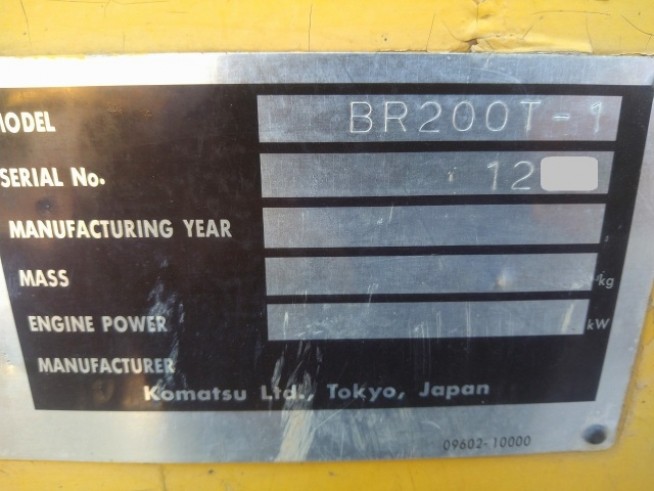 MODEL BR200T-1
SERIAL No. 12
MANUFACTURING YEAR
MASS kg
ENGINE POWER kW
MANUFACTURER
Komatsu Ltd., Tokyo, Japan
09602-10000